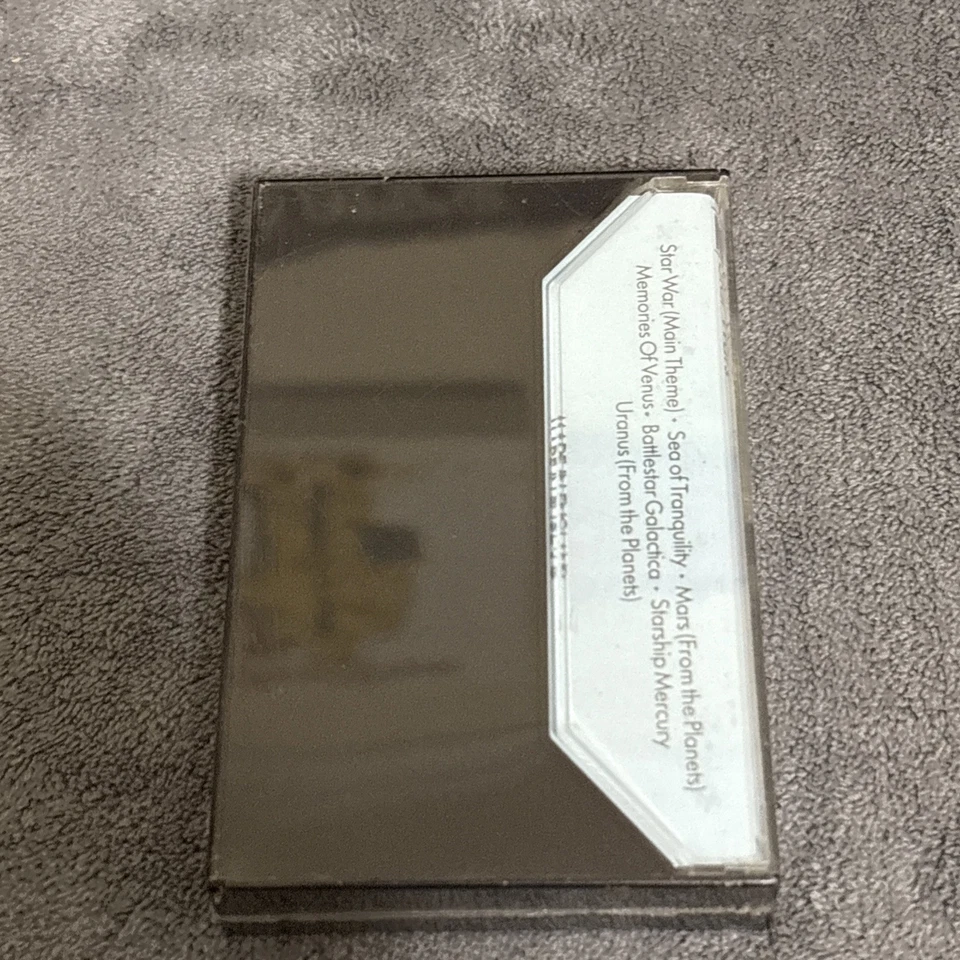 Star War (Main Theme) • Sea of Tranquility • Mars (From the Planets)
Memories Of Venus • Battlestar Galactica • Starship Mercury
Uranus (From the Planets)